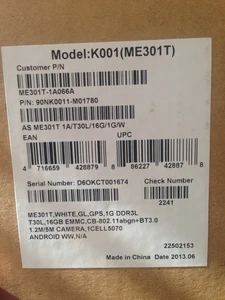 Model:K001(ME301T)
Customer P/N
ME301T-1A066A
P/N: 90NK0011-M01780
AS ME301T 1A/T30L/16G/1G/W
EAN UPC
4 716659 428879 8 86227 42887 8
Serial Number: D6OKCT001674 Check Number
2241
ME301T,WHITE,GL,GPS,1G DDR3L
T30L,16GB EMMC,CB-802.11abgn+BT3.0
1.2M/5M CAMERA,1CELL5070
ANDROID WW,N/A
22502153
Made in China 2013.06